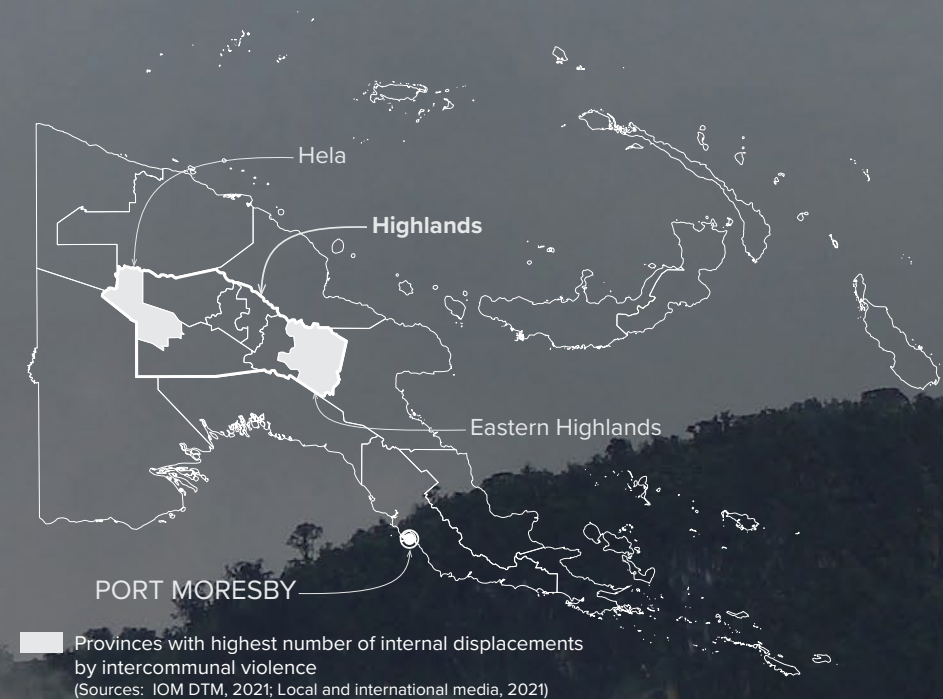 Hela
Highlands
Eastern Highlands
PORT MORESBY
Provinces with highest number of internal displacements
by intercommunal violence
(Sources: IOM DTM, 2021; Local and international media, 2021)